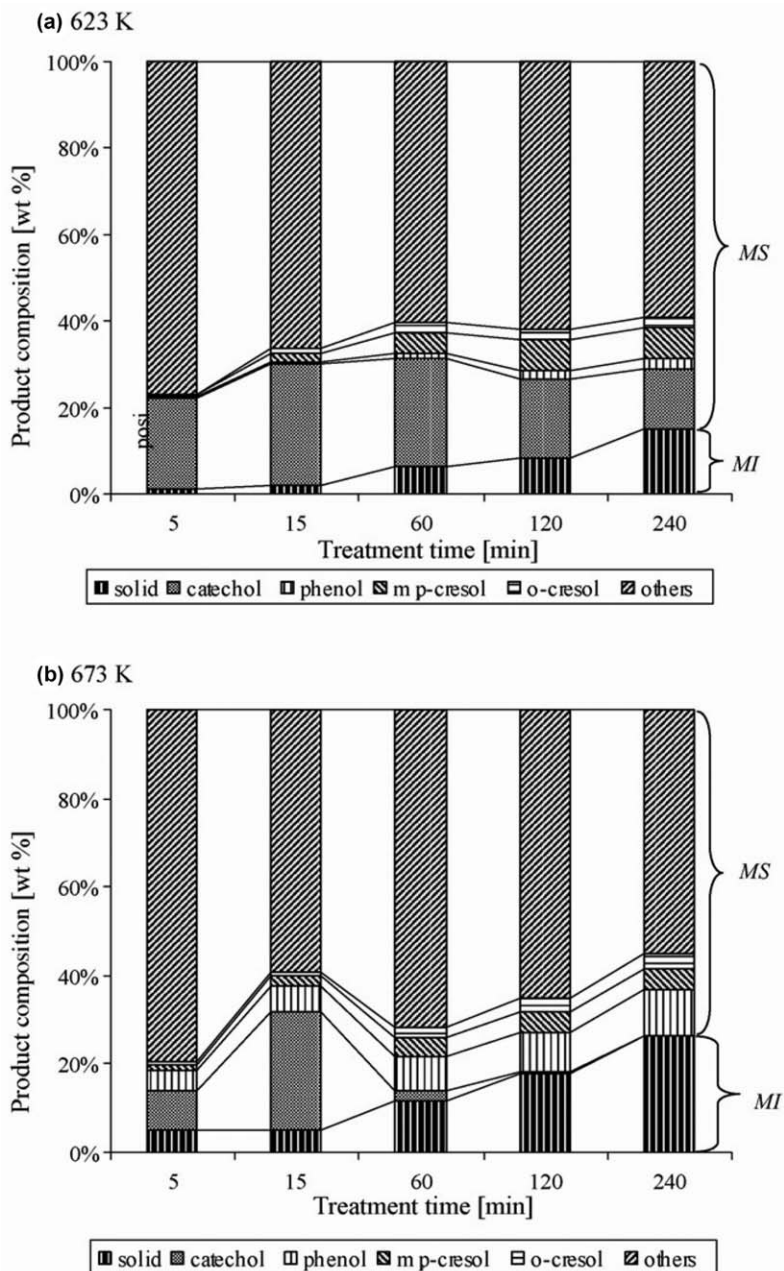 (a) 623 K
100%
80%
60%
40%
20%
0%
Product composition [wt %]
posi
MS
MI
5 15 60 120 240
Treatment time [min]
solid catechol phenol m p-cresol o-cresol others
(b) 673 K
100%
80%
60%
40%
20%
0%
Product composition [wt %]
MS
MI
5 15 60 120 240
Treatment time [min]
solid catechol phenol m p-cresol o-cresol others